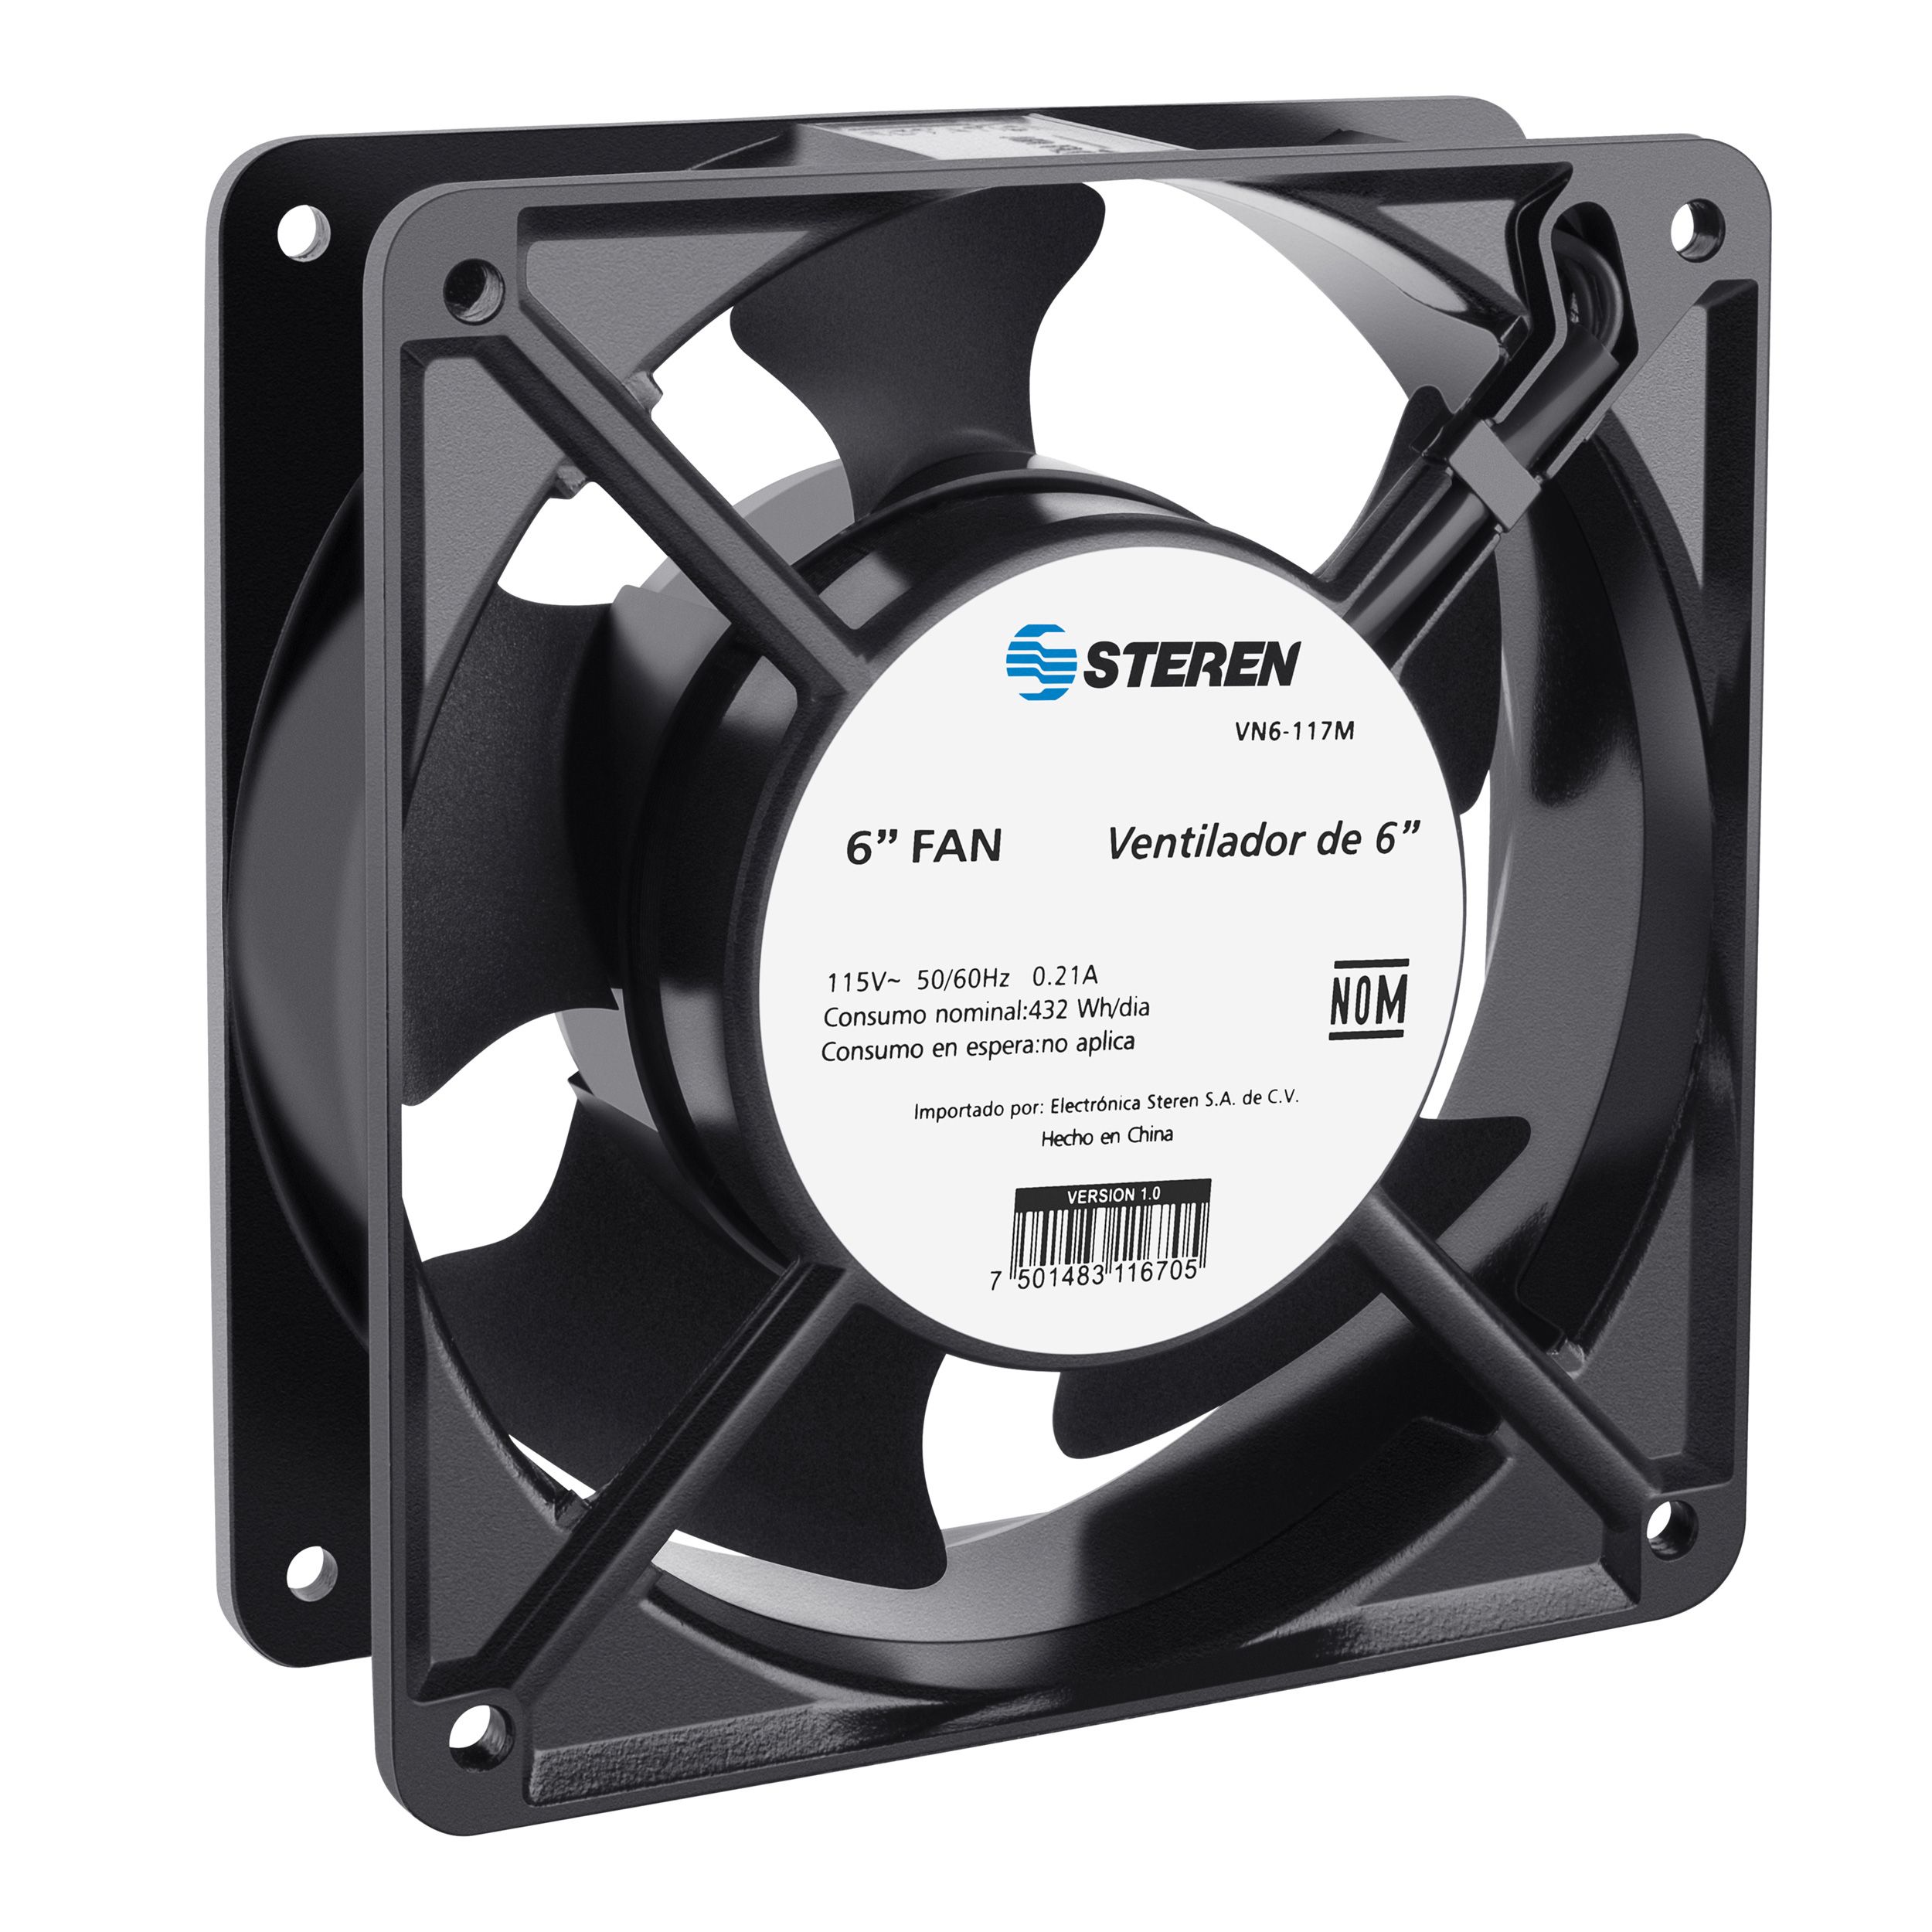 STEREN
VN6-117M
6” FAN
Ventilador de 6”
115V~ 50/60Hz 0.21A
Consumo nominal:432 Wh/dia
Consumo en espera:no aplica
NOM
Importado por: Electrónica Steren S.A. de C.V.
Hecho en China
VERSION 1.0
7 501483 116705